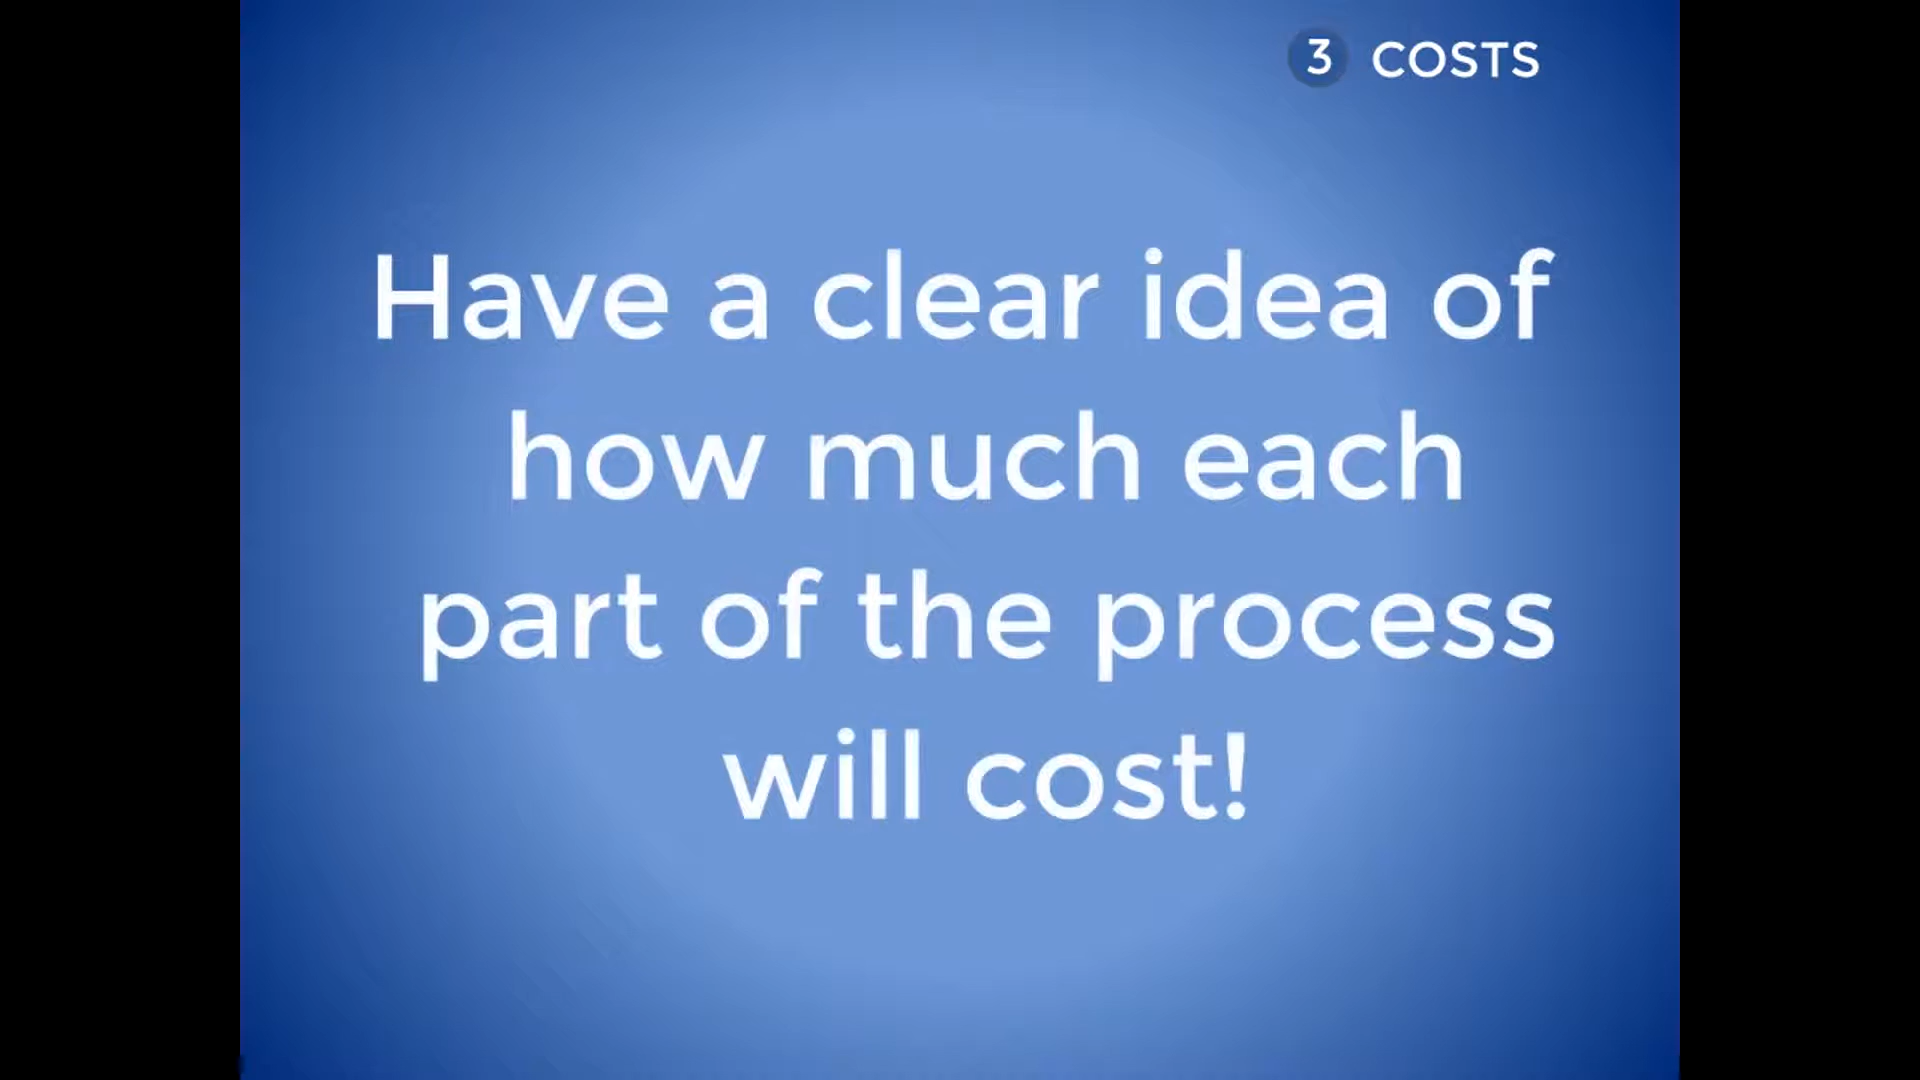 3 COSTS
Have a clear idea of
how much each
part of the process
will cost!